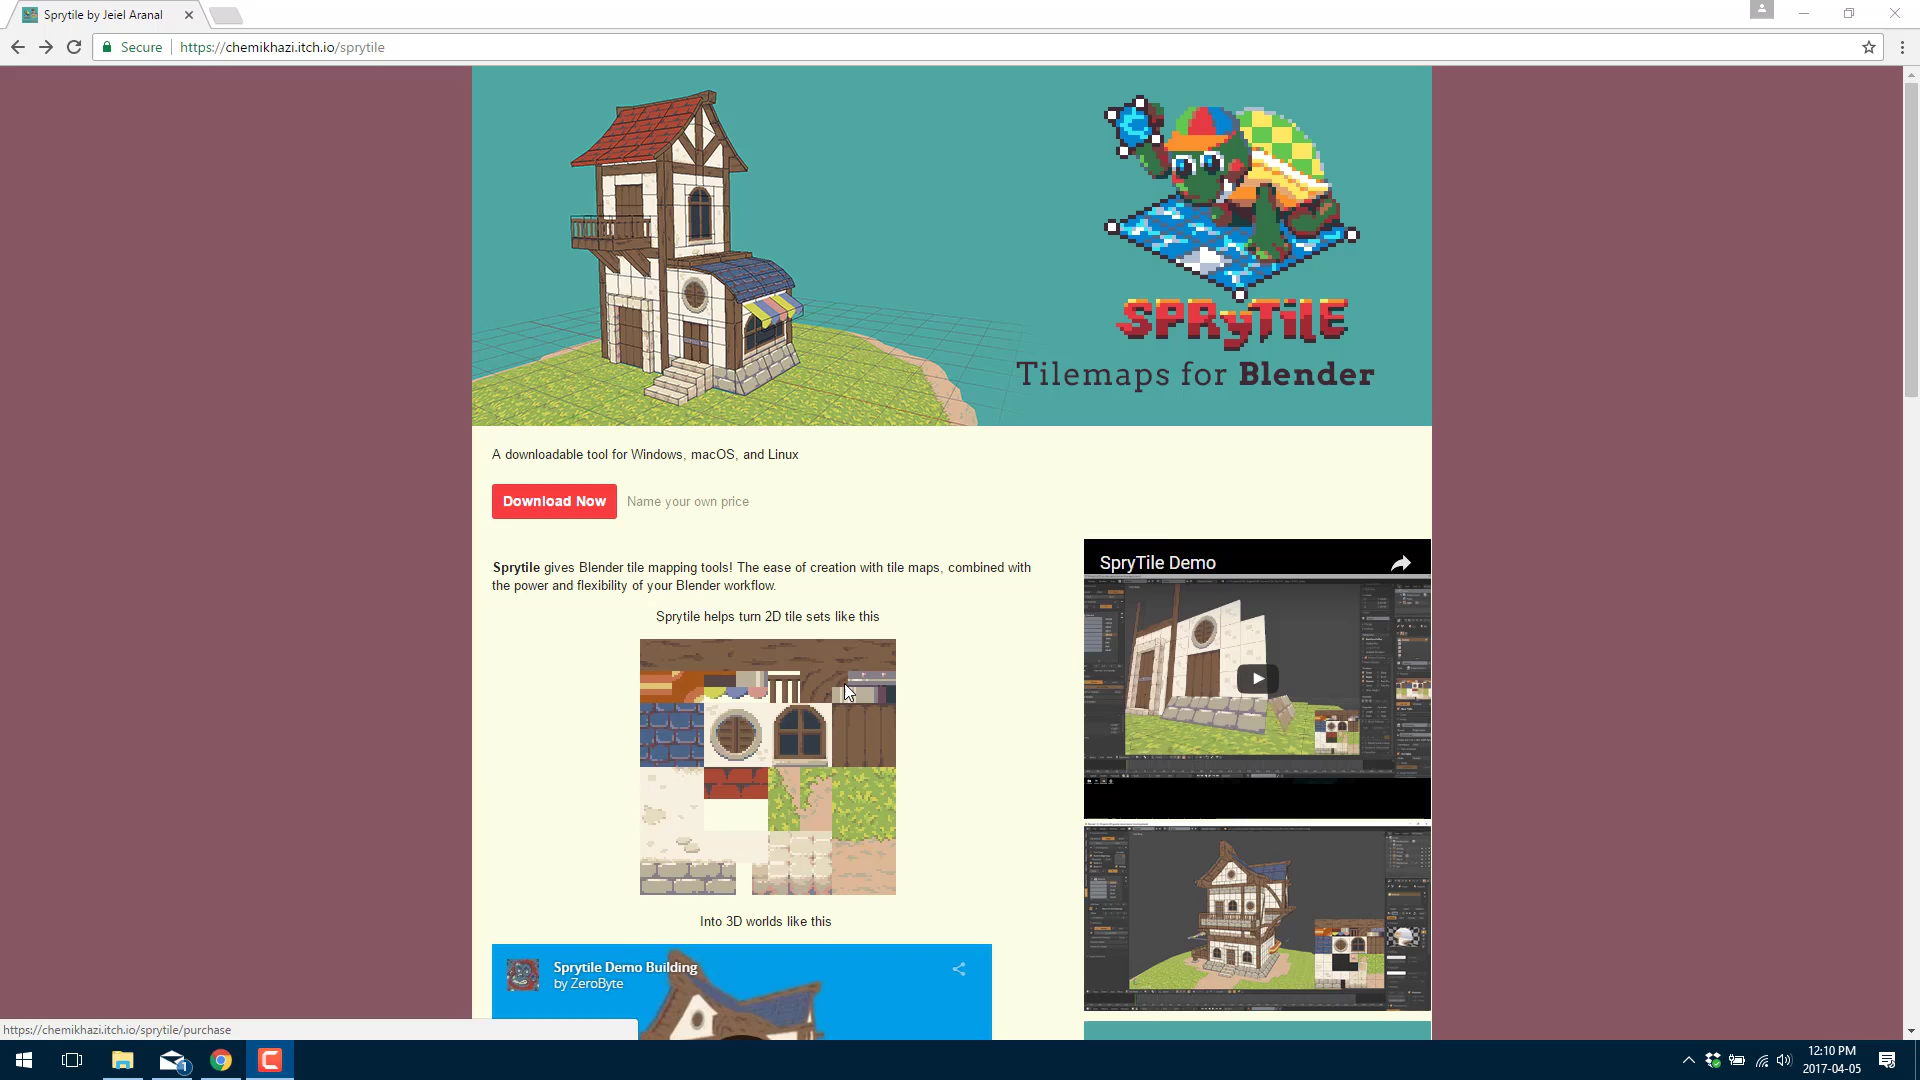 Sprytile by Jeiel Aranal
Secure
https://chemikhazi.itch.io/sprytile
SPRYTILE
Tilemaps for Blender
A downloadable tool for Windows, macOS, and Linux
Download Now
Name your own price
Sprytile gives Blender tile mapping tools! The ease of creation with tile maps, combined with
the power and flexibility of your Blender workflow.
Sprytile helps turn 2D tile sets like this
Into 3D worlds like this
Sprytile Demo Building
by ZeroByte
SpryTile Demo
https://chemikhazi.itch.io/sprytile/purchase
1
12:10 PM
2017-04-05